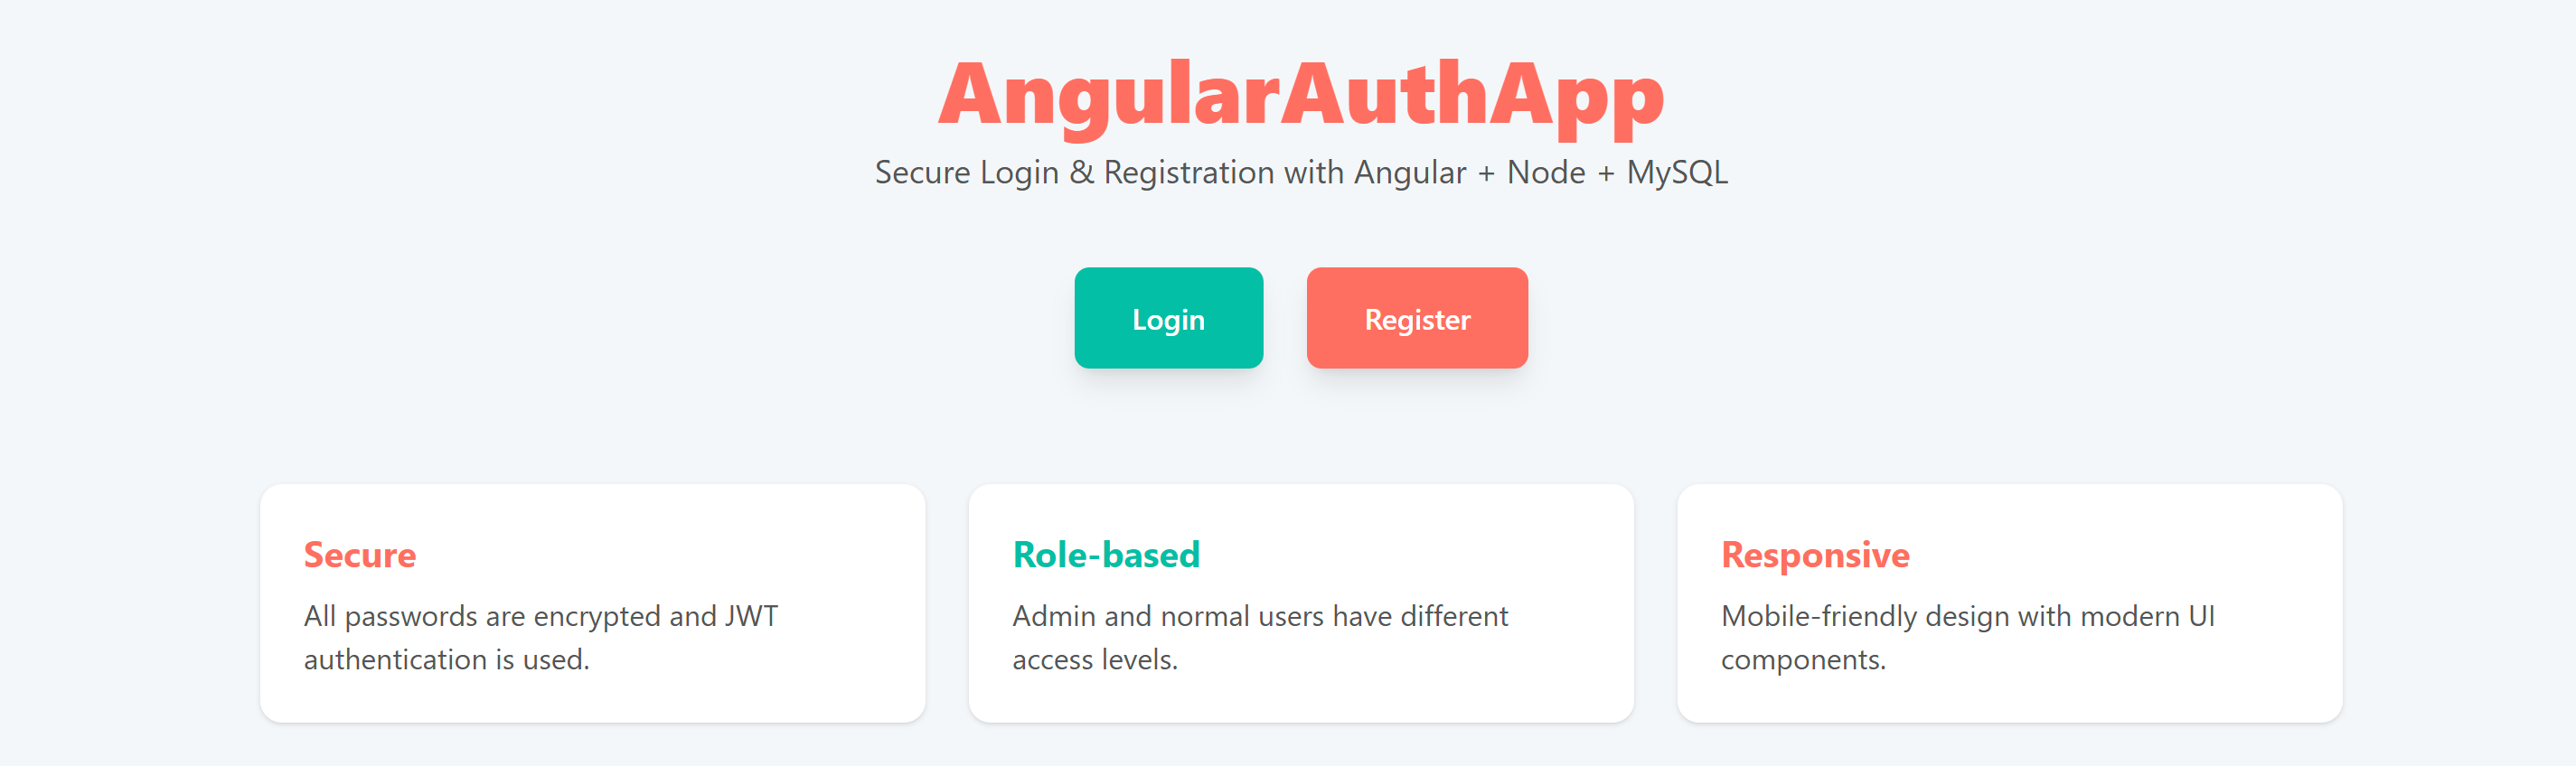 AngularAuthApp
Secure Login & Registration with Angular + Node + MySQL
Login
Register
Secure
All passwords are encrypted and JWT
authentication is used.
Role-based
Admin and normal users have different
access levels.
Responsive
Mobile-friendly design with modern UI
components.